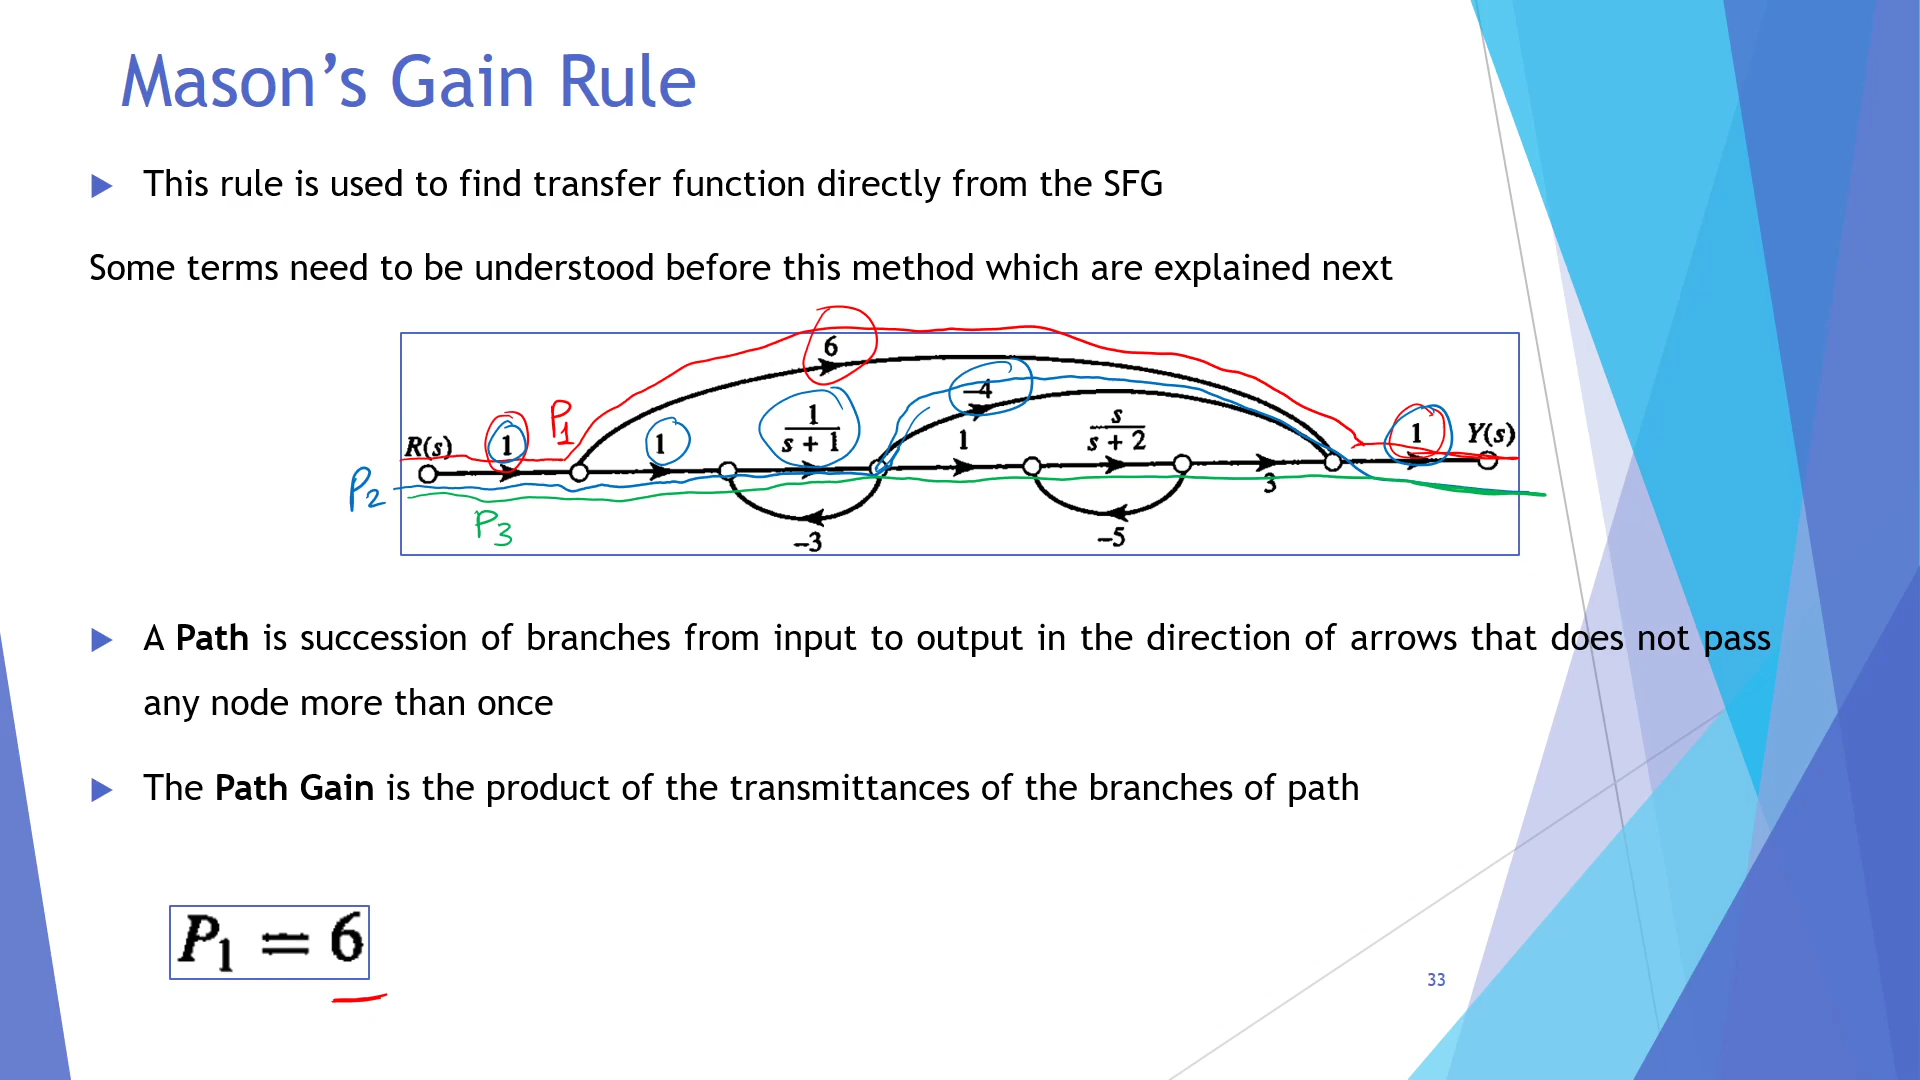 Mason’s Gain Rule
This rule is used to find transfer function directly from the SFG
Some terms need to be understood before this method which are explained next
6
–4
R(s) 1 P1 1 1/(s + 1) 1 s/(s + 2) 1 Y(s)
P2 3
P3
–3 –5
A Path is succession of branches from input to output in the direction of arrows that does not pass
any node more than once
The Path Gain is the product of the transmittances of the branches of path
P1 = 6
33